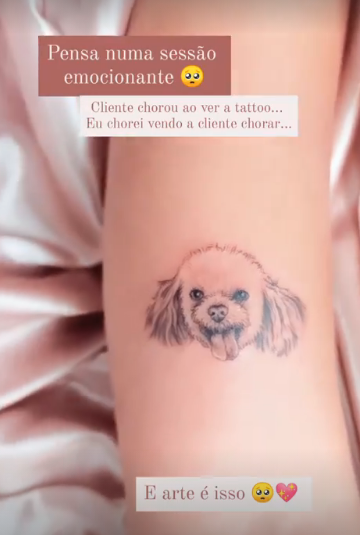 Pensa numa sessão
emocionante 🥺
Cliente chorou ao ver a tattoo...
Eu chorei vendo a cliente chorar...
E arte é isso 🥺💖